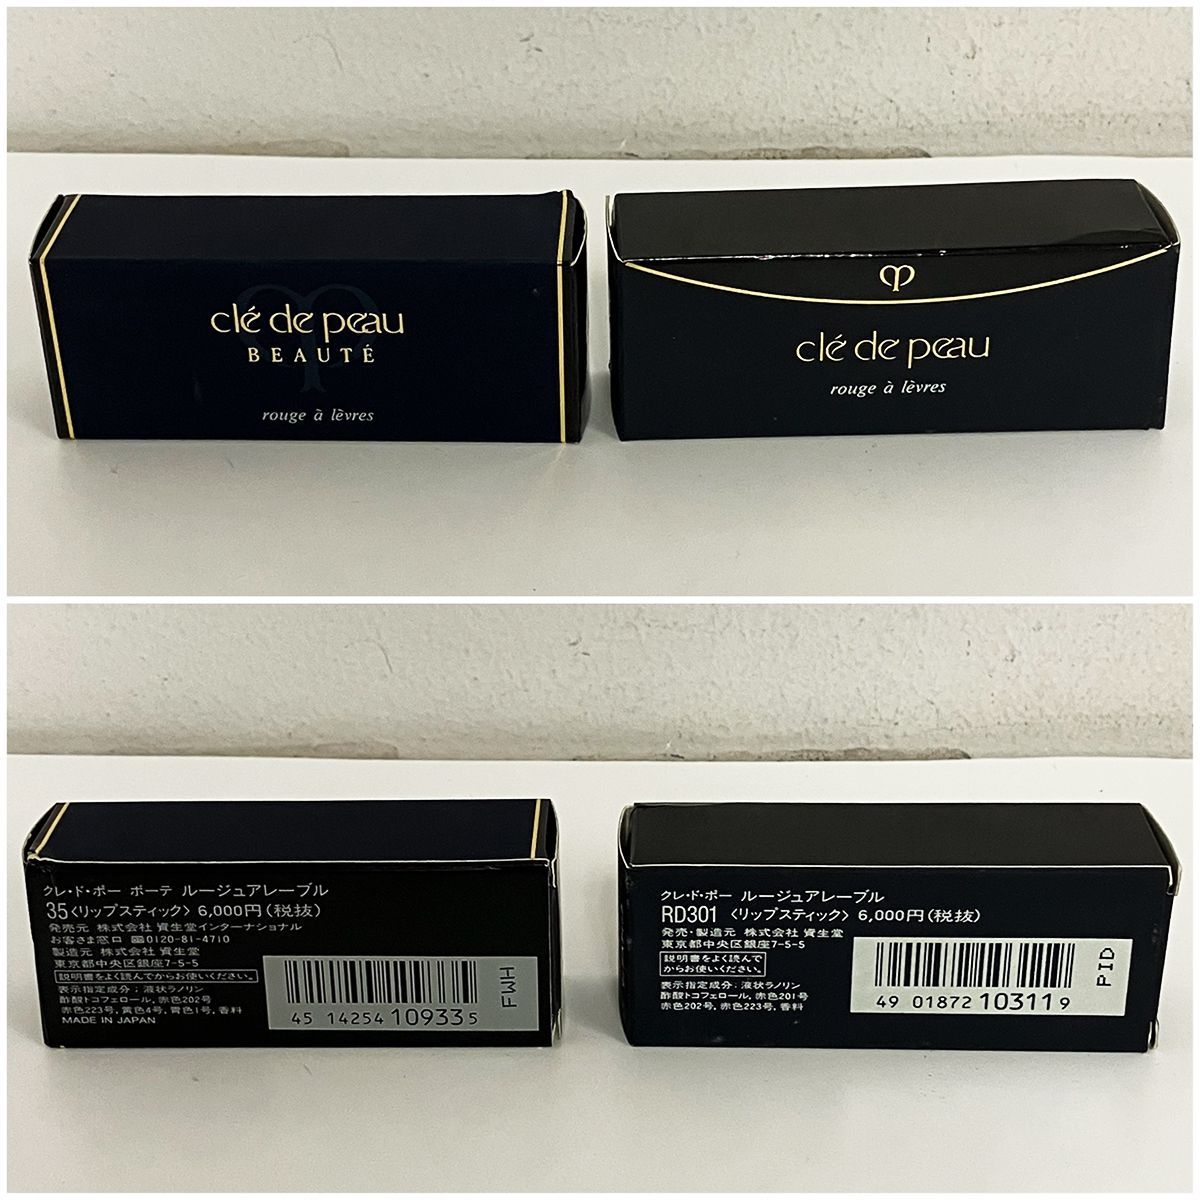 clé de peau
BEAUTÉ
rouge à lèvres
clé de peau
rouge à lèvres
クレ・ド・ポー ボーテ ルージュアレーブル
35〈リップスティック〉 6,000円(税抜)
発売元 株式会社 資生堂インターナショナル
お客さま窓口 0120-81-4710
製造元 株式会社 資生堂
東京都中央区銀座7-5-5
説明書をよく読んでからお使いください。
表示指定成分:液状ラノリン
酢酸トコフェロール, 赤色202号
赤色223号, 黄色4号, 青色1号, 香料
MADE IN JAPAN
45 14254 10933 5
FWH
クレ・ド・ポー ルージュアレーブル
RD301 〈リップスティック〉 6,000円(税抜)
発売・製造元 株式会社 資生堂
東京都中央区銀座7-5-5
説明書をよく読んで
からお使いください。
表示指定成分:液状ラノリン
酢酸トコフェロール, 赤色201号
赤色202号, 赤色223号, 香料
49 01872 10311 9
PID